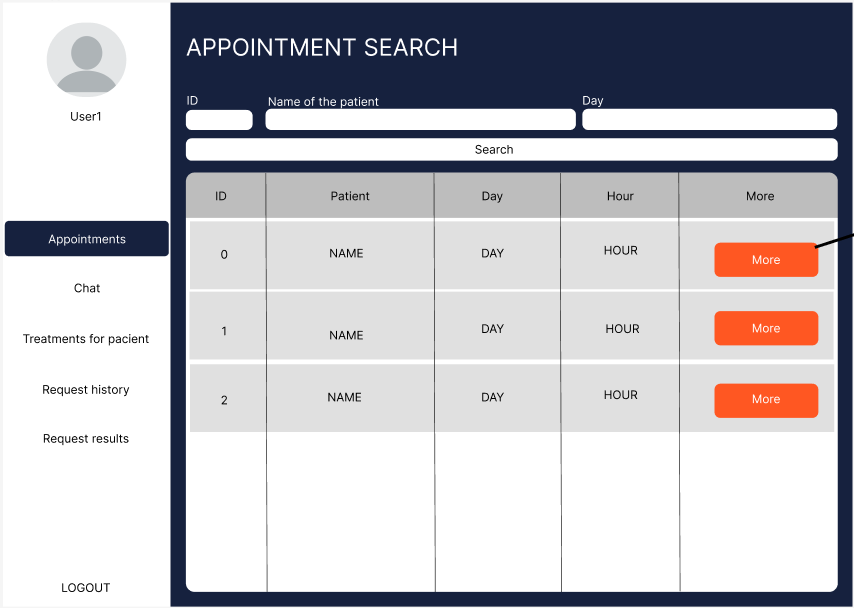 User1
Appointments
Chat
Treatments for pacient
Request history
Request results
LOGOUT
APPOINTMENT SEARCH
ID Name of the patient Day
Search
ID Patient Day Hour More
0 NAME DAY HOUR More
1 NAME DAY HOUR More
2 NAME DAY HOUR More